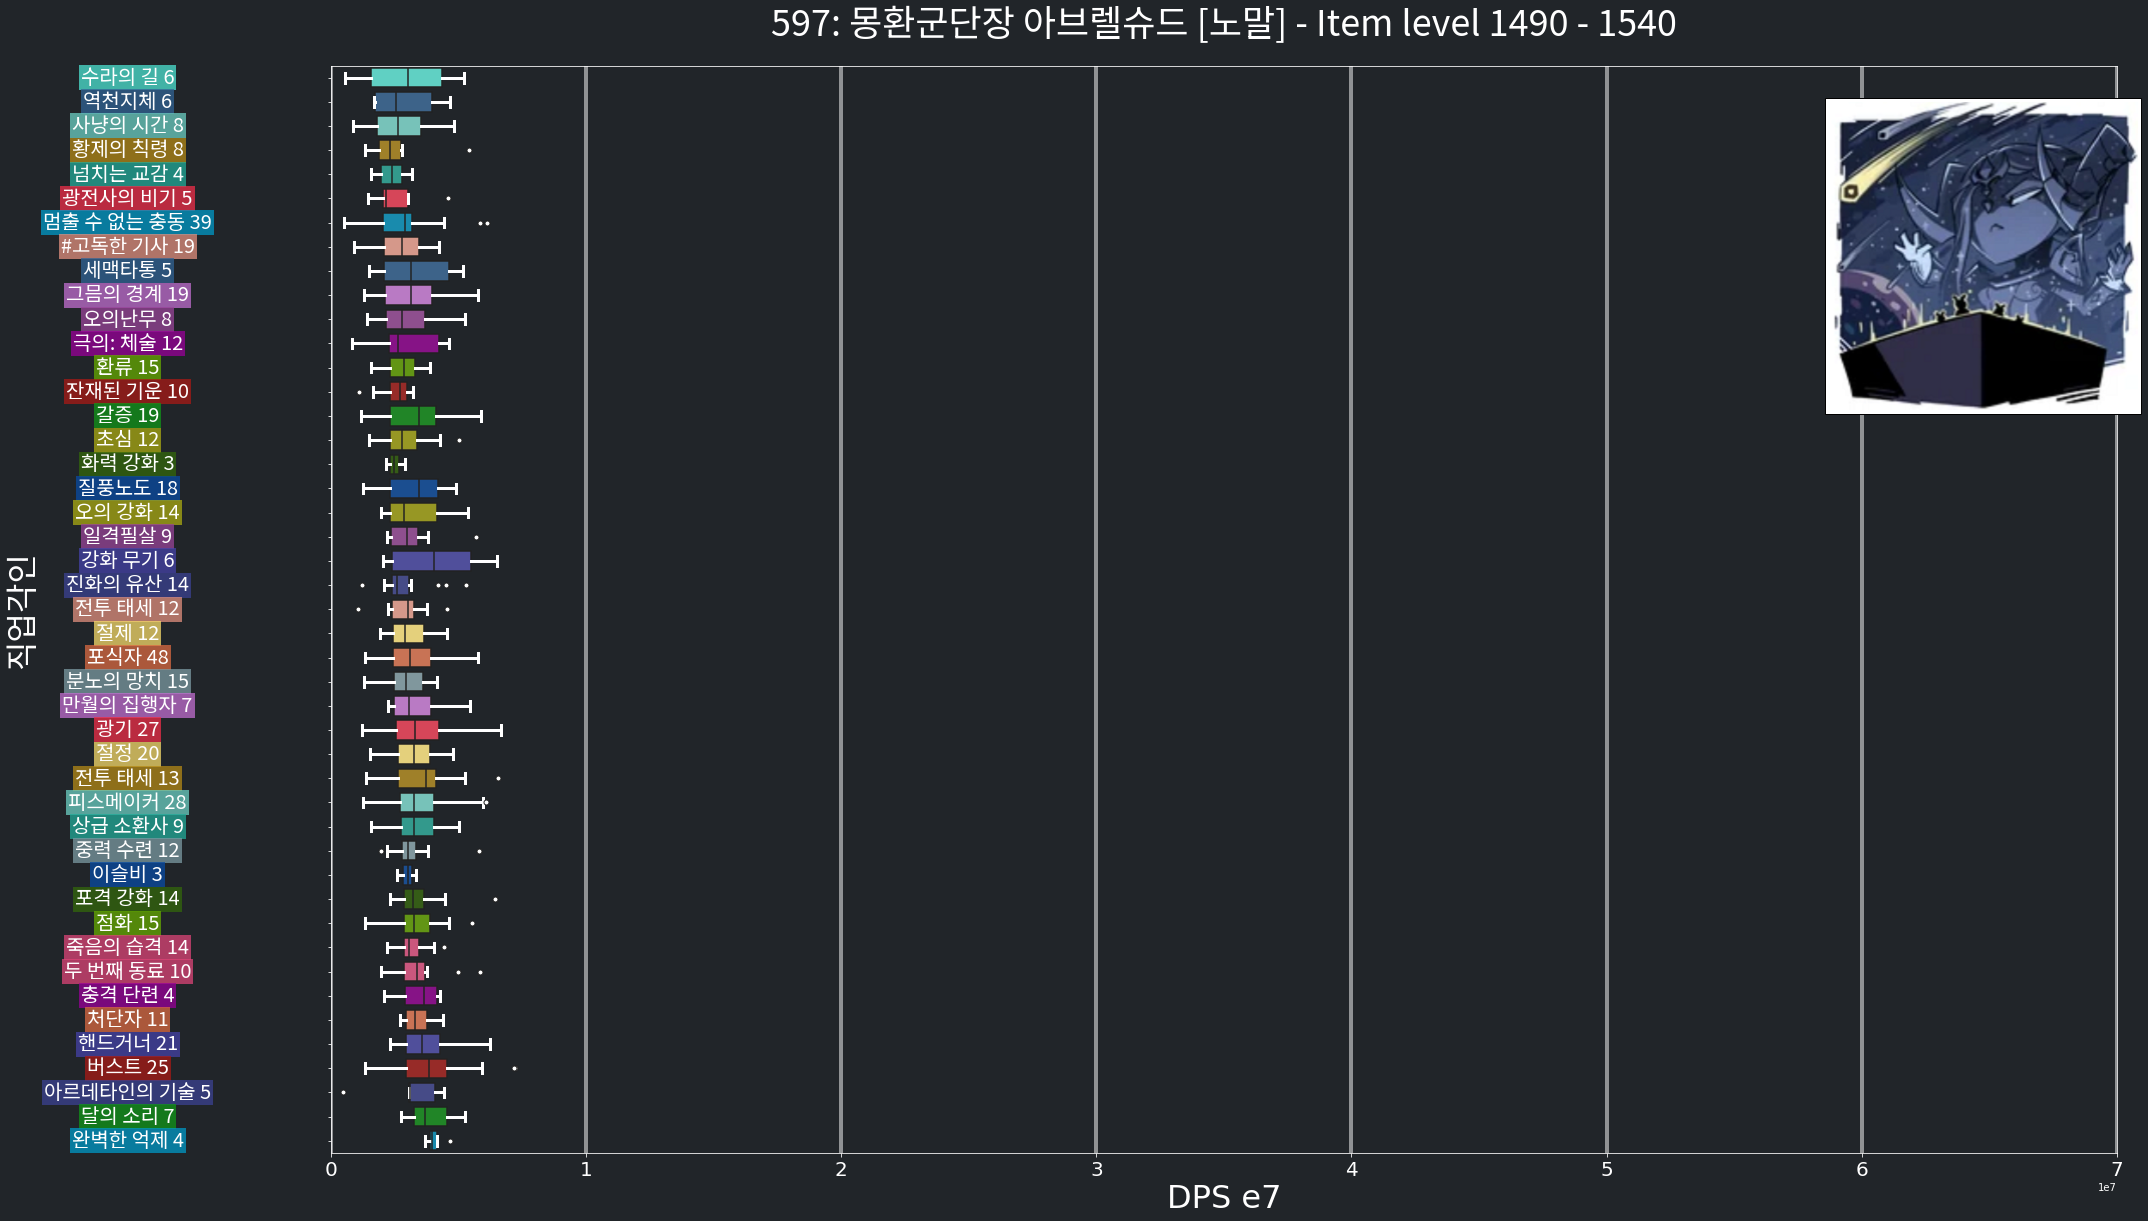 597: 몽환군단장 아브렐슈드 [노말] - Item level 1490 - 1540
직업각인
수라의 길 6
역천지체 6
사냥의 시간 8
황제의 칙령 8
넘치는 교감 4
광전사의 비기 5
멈출 수 없는 충동 39
#고독한 기사 19
세맥타통 5
그믐의 경계 19
오의난무 8
극의: 체술 12
환류 15
잔재된 기운 10
갈증 19
초심 12
화력 강화 3
질풍노도 18
오의 강화 14
일격필살 9
강화 무기 6
진화의 유산 14
전투 태세 12
절제 12
포식자 48
분노의 망치 15
만월의 집행자 7
광기 27
절정 20
전투 태세 13
피스메이커 28
상급 소환사 9
중력 수련 12
이슬비 3
포격 강화 14
점화 15
죽음의 습격 14
두 번째 동료 10
충격 단련 4
처단자 11
핸드거너 21
버스트 25
아르데타인의 기술 5
달의 소리 7
완벽한 억제 4
0 1 2 3 4 5 6 7
1e7
DPS e7